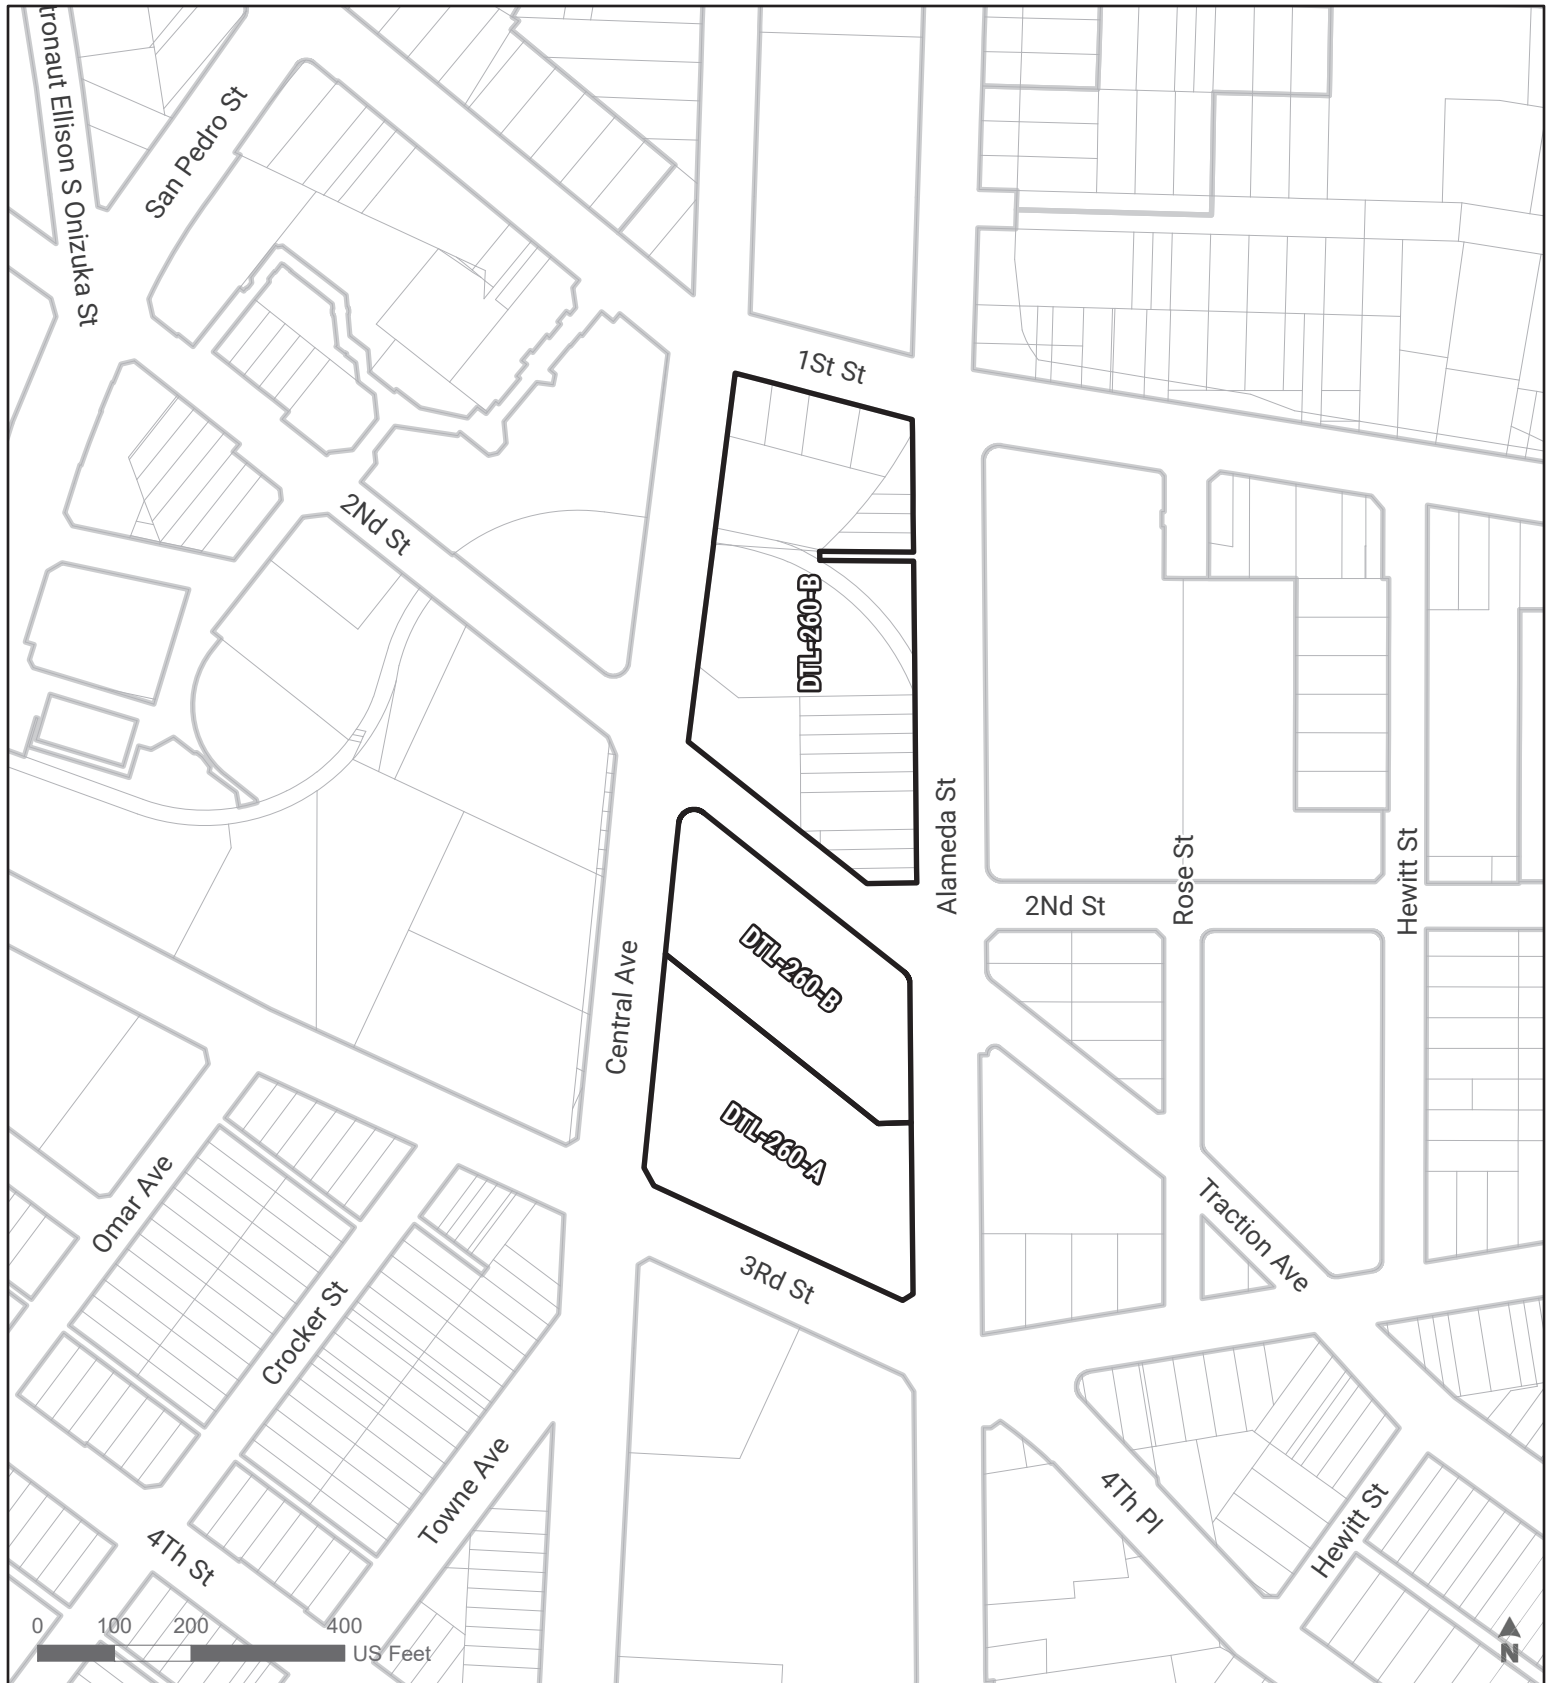 tronaut Ellison S Onizuka St
San Pedro St
1St St
2Nd St
DTL-260-B
Alameda St
Rose St
Hewitt St
2Nd St
Central Ave
DTL-260-B
DTL-260-A
Omar Ave
Traction Ave
3Rd St
Crocker St
Towne Ave
4Th Pl
Hewitt St
4Th St
0 100 200 400
US Feet
N